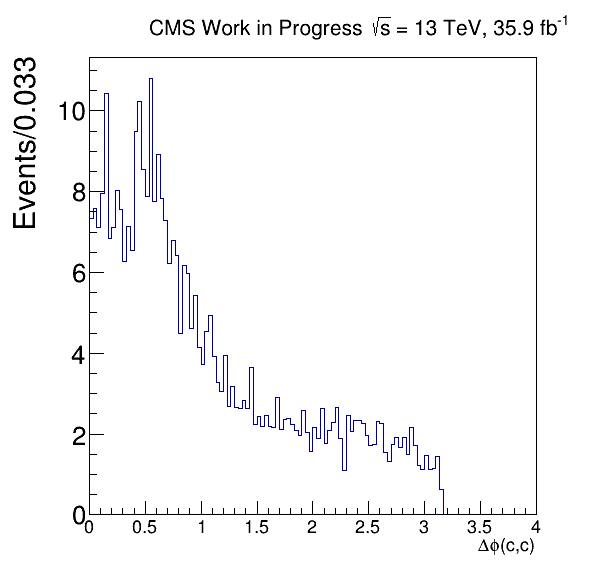 CMS Work in Progress √s = 13 TeV, 35.9 fb⁻¹
Events/0.033
10
8
6
4
2
0
0 0.5 1 1.5 2 2.5 3 3.5 4
Δϕ(c,c)